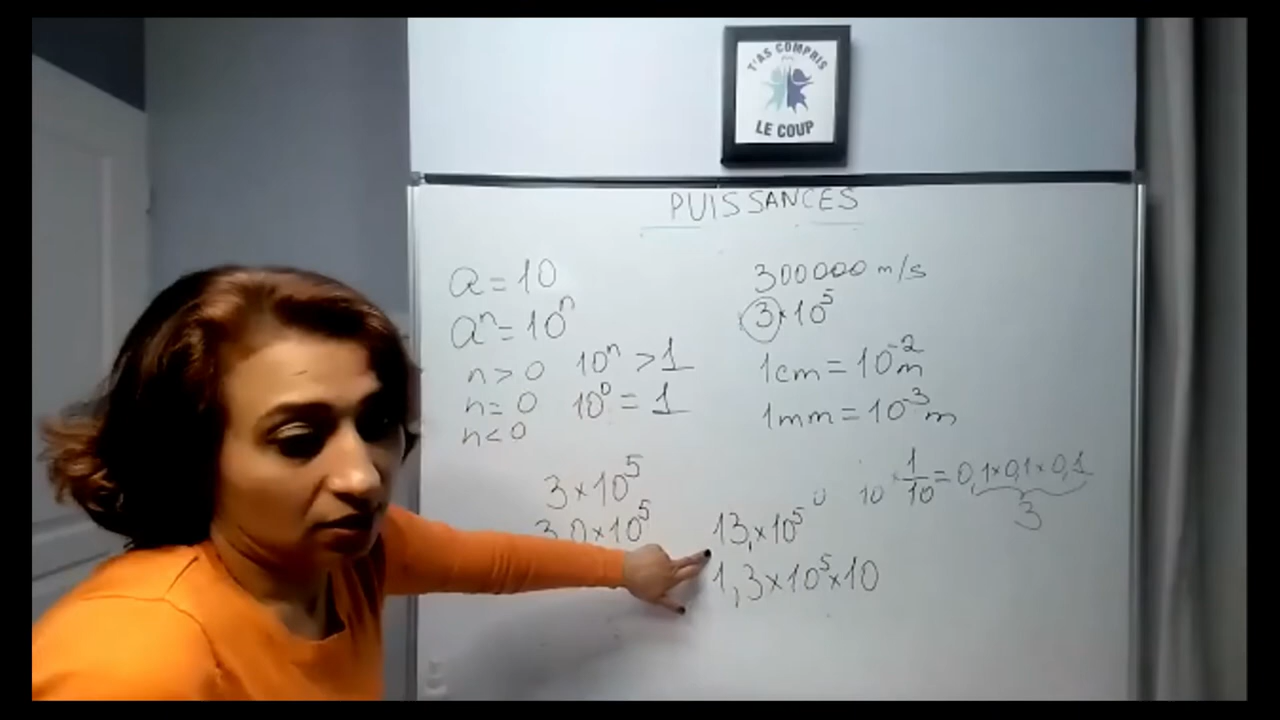 T'AS COMPRIS
LE COUP
PUISSANCES
a = 10
aⁿ = 10ⁿ
n > 0 10ⁿ > 1
n = 0 10⁰ = 1
n < 0
3 × 10⁵
3,0 × 10⁵
300000 m/s
3 × 10⁵
1cm = 10⁻² m
1mm = 10⁻³ m
10 × 1/10 = 0,1 × 0,1 × 0,1
3
13, × 10⁵ 0
1,3 × 10⁵ × 10